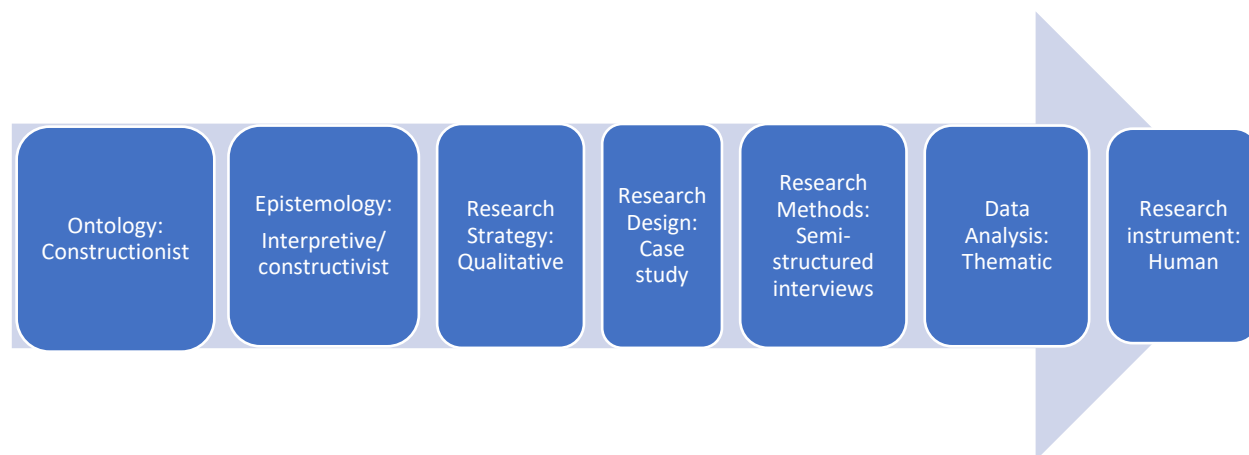 Ontology:
Constructionist
Epistemology:
Interpretive/
constructivist
Research
Strategy:
Qualitative
Research
Design:
Case
study
Research
Methods:
Semi-
structured
interviews
Data
Analysis:
Thematic
Research
instrument:
Human